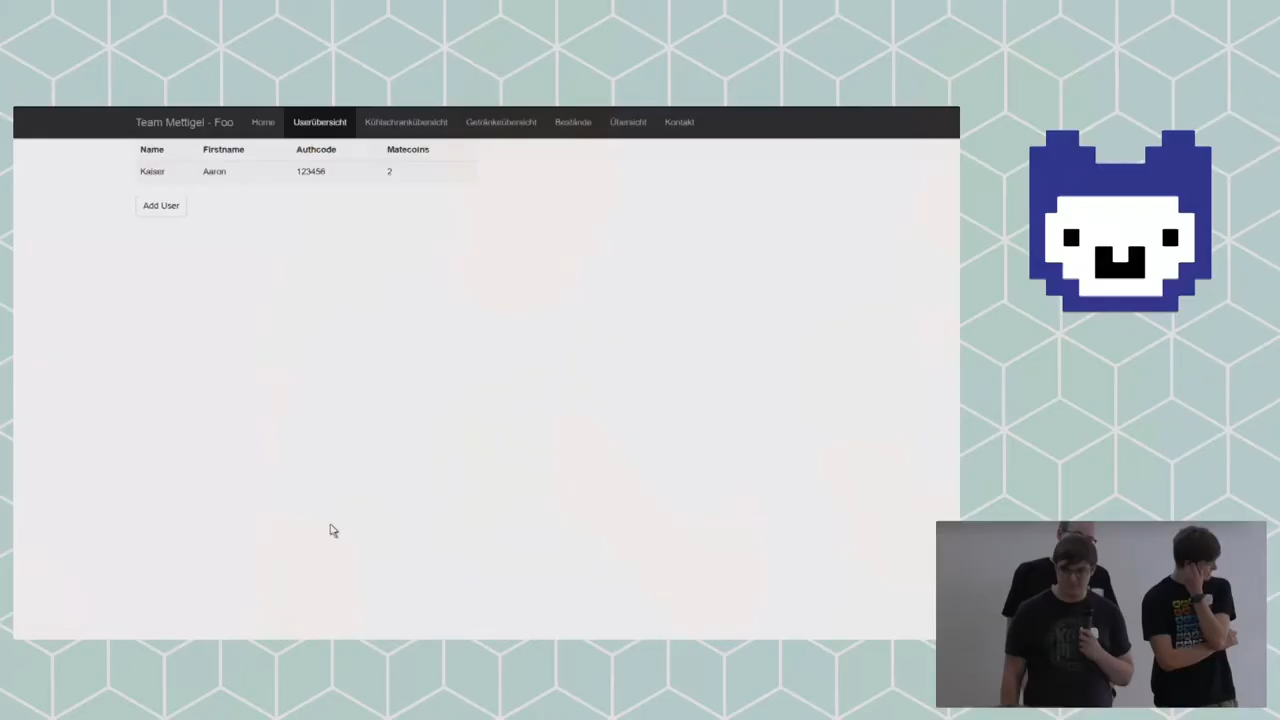 Team Mettigel - Foo Home Userübersicht Kühlschrankübersicht Getränkeübersicht Bestände Übersicht Kontakt
Name Firstname Authcode Matecoins
Kaiser Aaron 123456 2
Add User